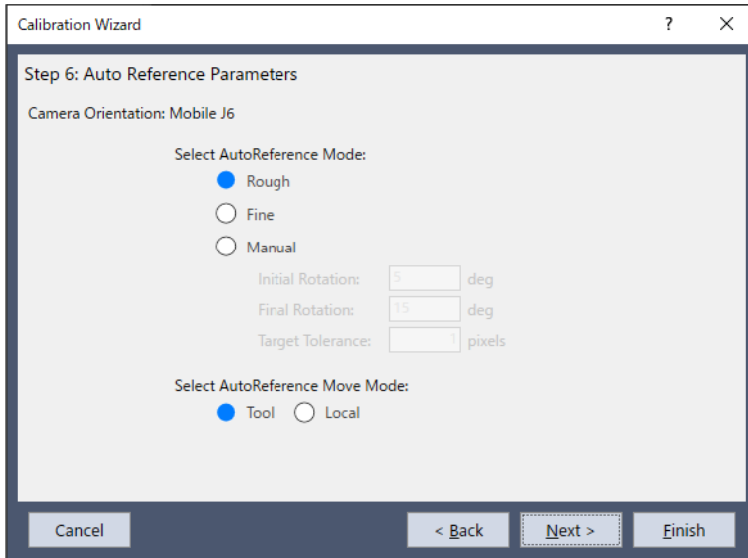 Calibration Wizard ?
Step 6: Auto Reference Parameters
Camera Orientation: Mobile J6
Select AutoReference Mode:
Rough
Fine
Manual
Initial Rotation: 5 deg
Final Rotation: 15 deg
Target Tolerance: 1 pixels
Select AutoReference Move Mode:
Tool Local
Cancel < Back Next > Finish